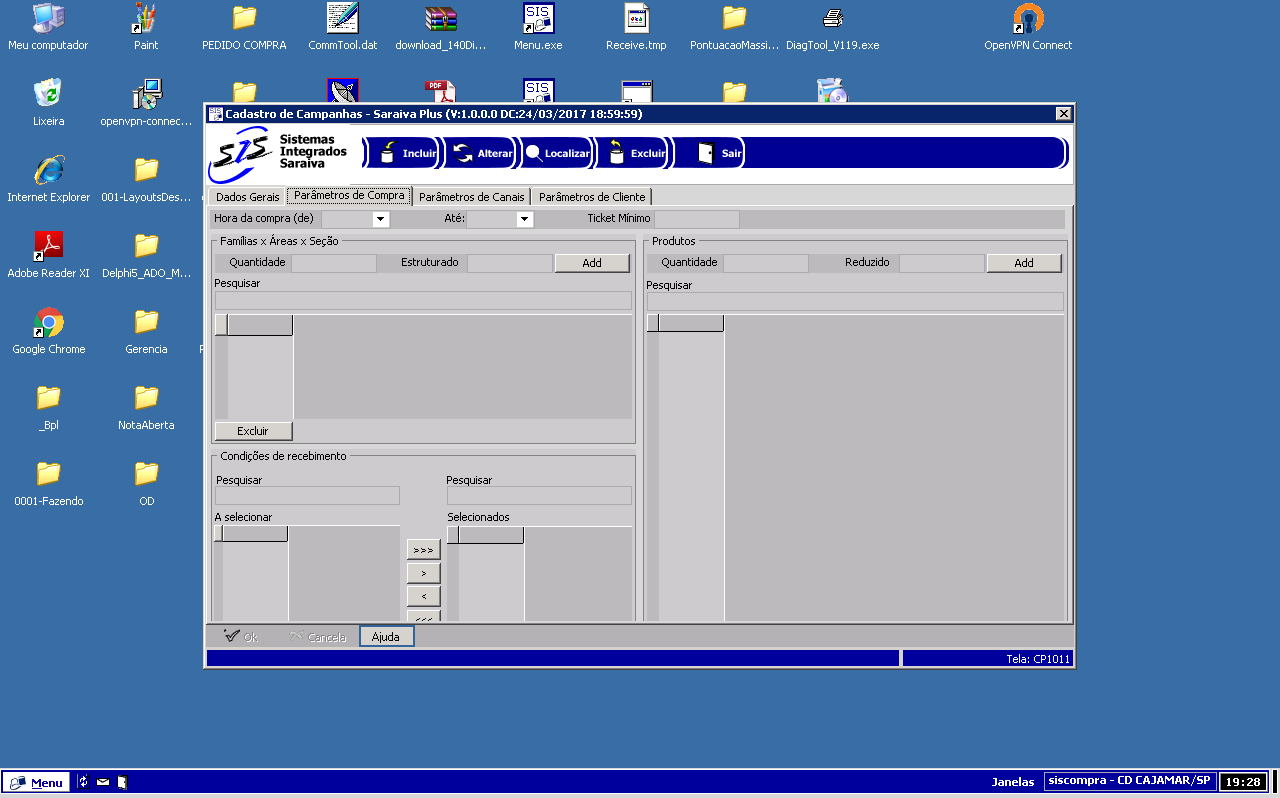 Meu computador
Paint
PEDIDO COMPRA
CommTool.dat
download_140Di...
Menu.exe
Receive.tmp
PontuacaoMassi...
DiagTool_V119.exe
OpenVPN Connect
SIS
PDF
SIS
Lixeira
openvpn-connec...
Internet Explorer
001-LayoutsDes...
Adobe Reader XI
Delphi5_ADO_M...
Google Chrome
Gerencia
_Bpl
NotaAberta
0001-Fazendo
OD
Cadastro de Campanhas - Saraiva Plus (V:1.0.0.0 DC:24/03/2017 18:59:59)
SIS
Sistemas
Integrados
Saraiva
Incluir
Alterar
Localizar
Excluir
Sair
Dados Gerais
Parâmetros de Compra
Parâmetros de Canais
Parâmetros de Cliente
Hora da compra (de)
Até:
Ticket Mínimo
Famílias x Áreas x Seção
Quantidade
Estruturado
Add
Pesquisar
Excluir
Produtos
Quantidade
Reduzido
Add
Pesquisar
Condições de recebimento
Pesquisar
Pesquisar
A selecionar
Selecionados
>>>
>
<
<<<
Ok
Cancela
Ajuda
Tela: CP1011
Menu
Janelas
siscompra - CD CAJAMAR/SP
19:28